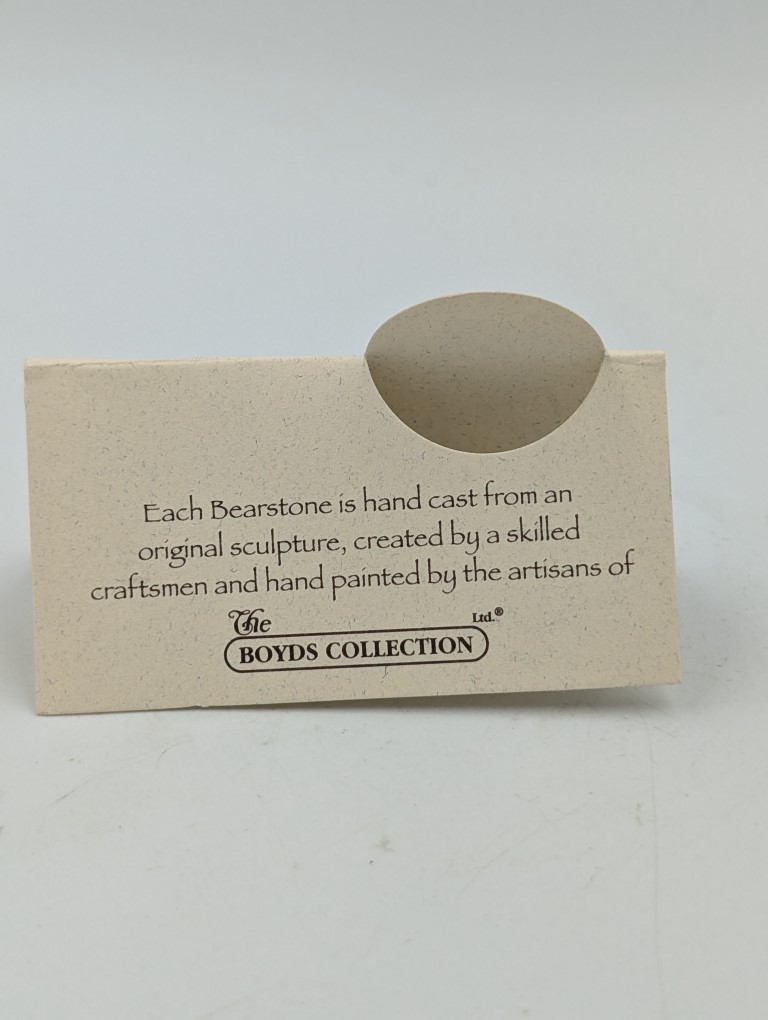 Each Bearstone is hand cast from an
original sculpture, created by a skilled
craftsmen and hand painted by the artisans of
The Ltd.®
BOYDS COLLECTION